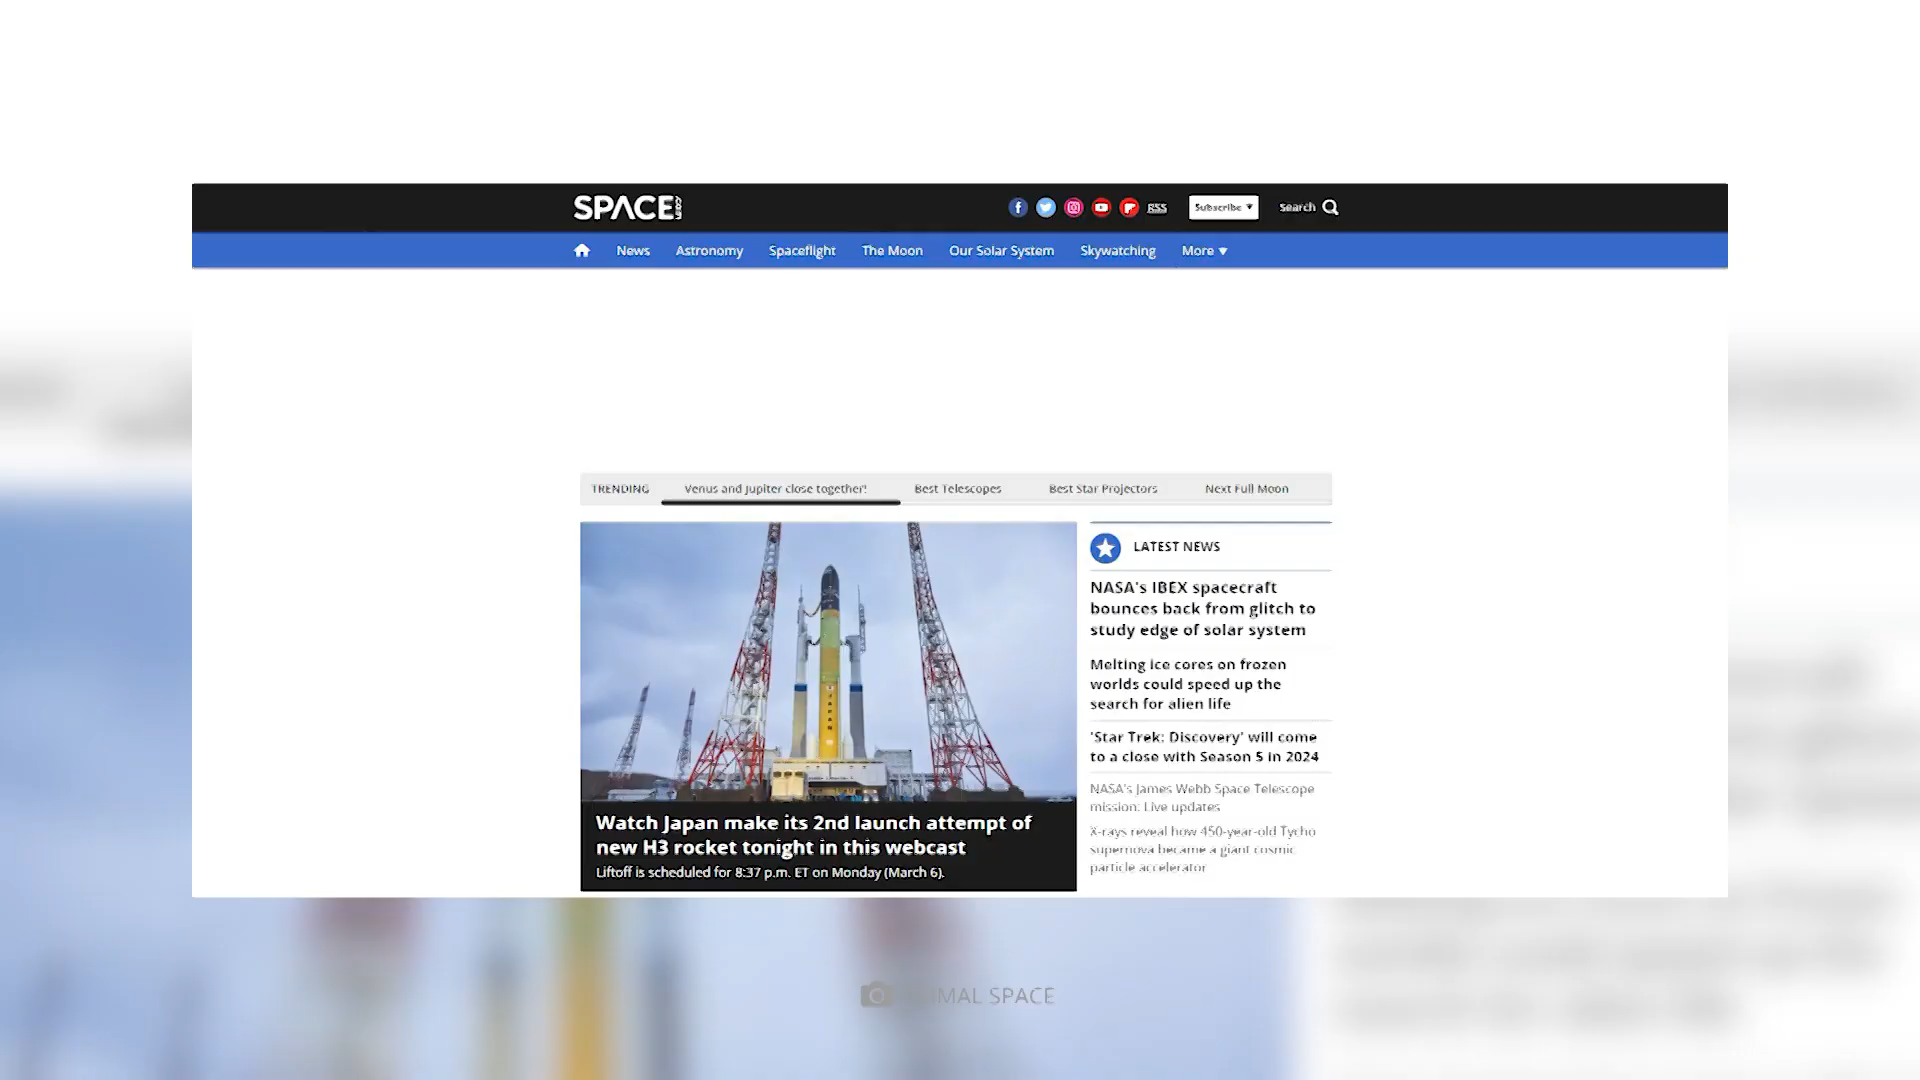 SPACE.com
RSS
Subscribe ▼
Search
News
Astronomy
Spaceflight
The Moon
Our Solar System
Skywatching
More ▼
TRENDING
Venus and Jupiter close together!
Best Telescopes
Best Star Projectors
Next Full Moon
JAPAN
Watch Japan make its 2nd launch attempt of
new H3 rocket tonight in this webcast
Liftoff is scheduled for 8:37 p.m. ET on Monday (March 6).
LATEST NEWS
NASA's IBEX spacecraft
bounces back from glitch to
study edge of solar system
Melting ice cores on frozen
worlds could speed up the
search for alien life
'Star Trek: Discovery' will come
to a close with Season 5 in 2024
NASA's James Webb Space Telescope
mission: Live updates
X-rays reveal how 450-year-old Tycho
supernova became a giant cosmic
particle accelerator
SPACE